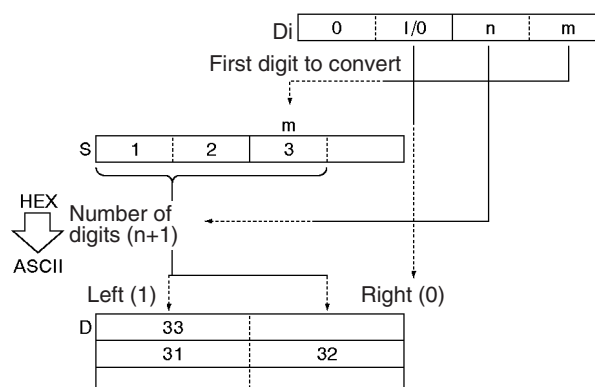 Di 0 1/0 n m
First digit to convert
m
S 1 2 3
HEX
Number of
digits (n+1)
ASCII
Left (1) Right (0)
D 33
31 32